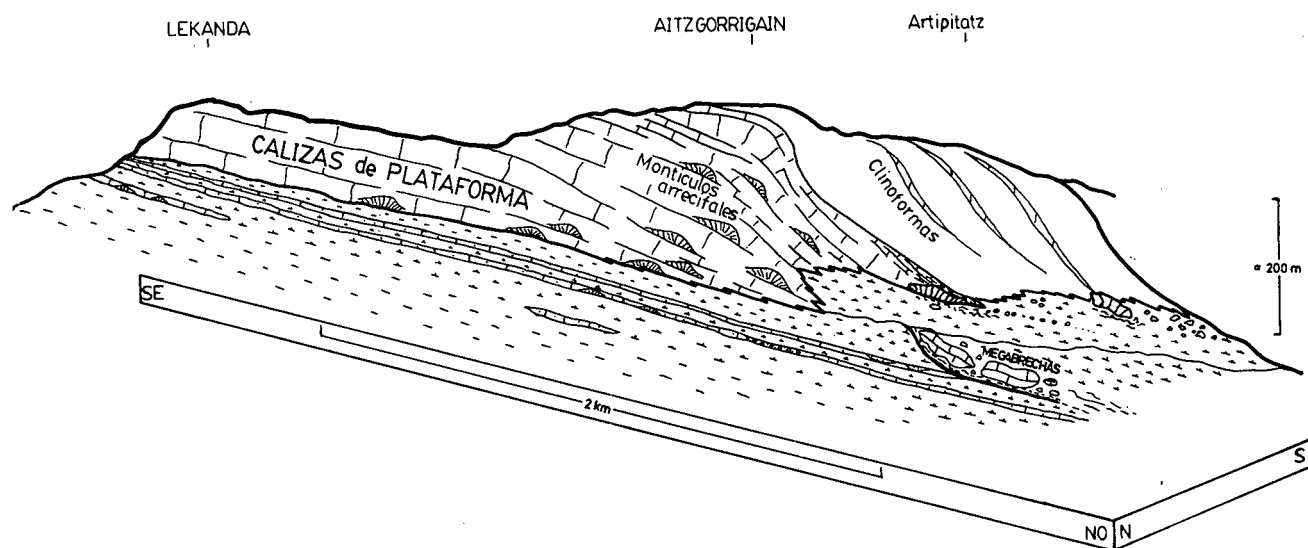 LEKANDA
AITZGORRIGAIN
Artipitatz
CALIZAS de PLATAFORMA
Montículos
arrecifales
Clinoformas
α 200 m
MEGABRECHAS
SE
2 km
NO
N
S